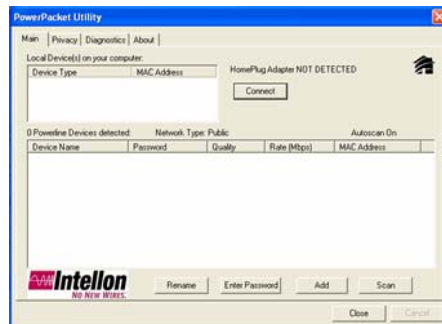 PowerPacket Utility
Main Privacy Diagnostics About
Local Device(s) on your computer:
Device Type MAC Address
HomePlug Adapter NOT DETECTED
Connect
0 Powerline Devices detected: Network Type: Public Autoscan On
Device Name Password Quality Rate (Mbps) MAC Address
Intellon
NO NEW WIRES.
Rename Enter Password Add Scan
Close Cancel